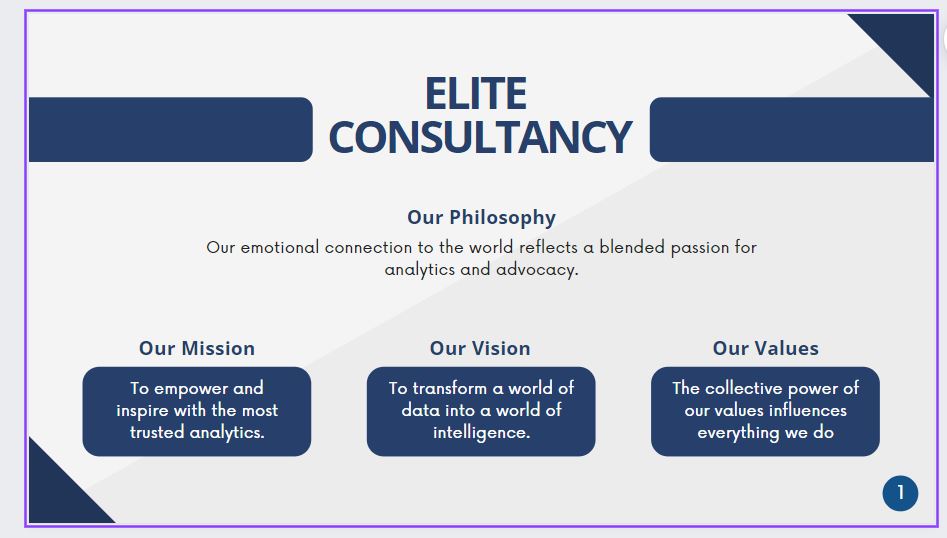 ELITE
CONSULTANCY
Our Philosophy
Our emotional connection to the world reflects a blended passion for
analytics and advocacy.
Our Mission
To empower and
inspire with the most
trusted analytics.
Our Vision
To transform a world of
data into a world of
intelligence.
Our Values
The collective power of
our values influences
everything we do
1